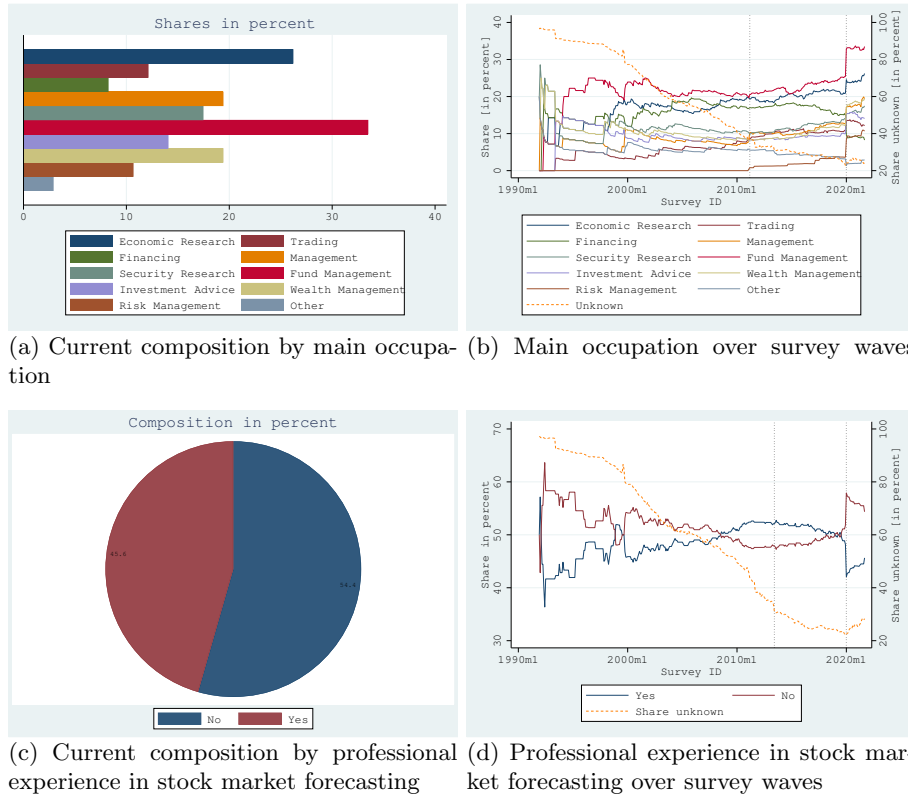 Shares in percent
0 10 20 30 40
Economic Research Trading
Financing Management
Security Research Fund Management
Investment Advice Wealth Management
Risk Management Other
(a) Current composition by main occupa-
tion
Share [in percent]
0 10 20 30 40
Share unknown [in percent]
20 40 60 80 100
1990m1 2000m1 2010m1 2020m1
Survey ID
Economic Research Trading
Financing Management
Security Research Fund Management
Investment Advice Wealth Management
Risk Management Other
Unknown
(b) Main occupation over survey waves
Composition in percent
54.4
No Yes
(c) Current composition by professional
experience in stock market forecasting
Share in percent
30 40 50 60 70
Share unknown [in percent]
20 40 60 80 100
1990m1 2000m1 2010m1 2020m1
Survey ID
Yes No
Share unknown
(d) Professional experience in stock mar-
ket forecasting over survey waves